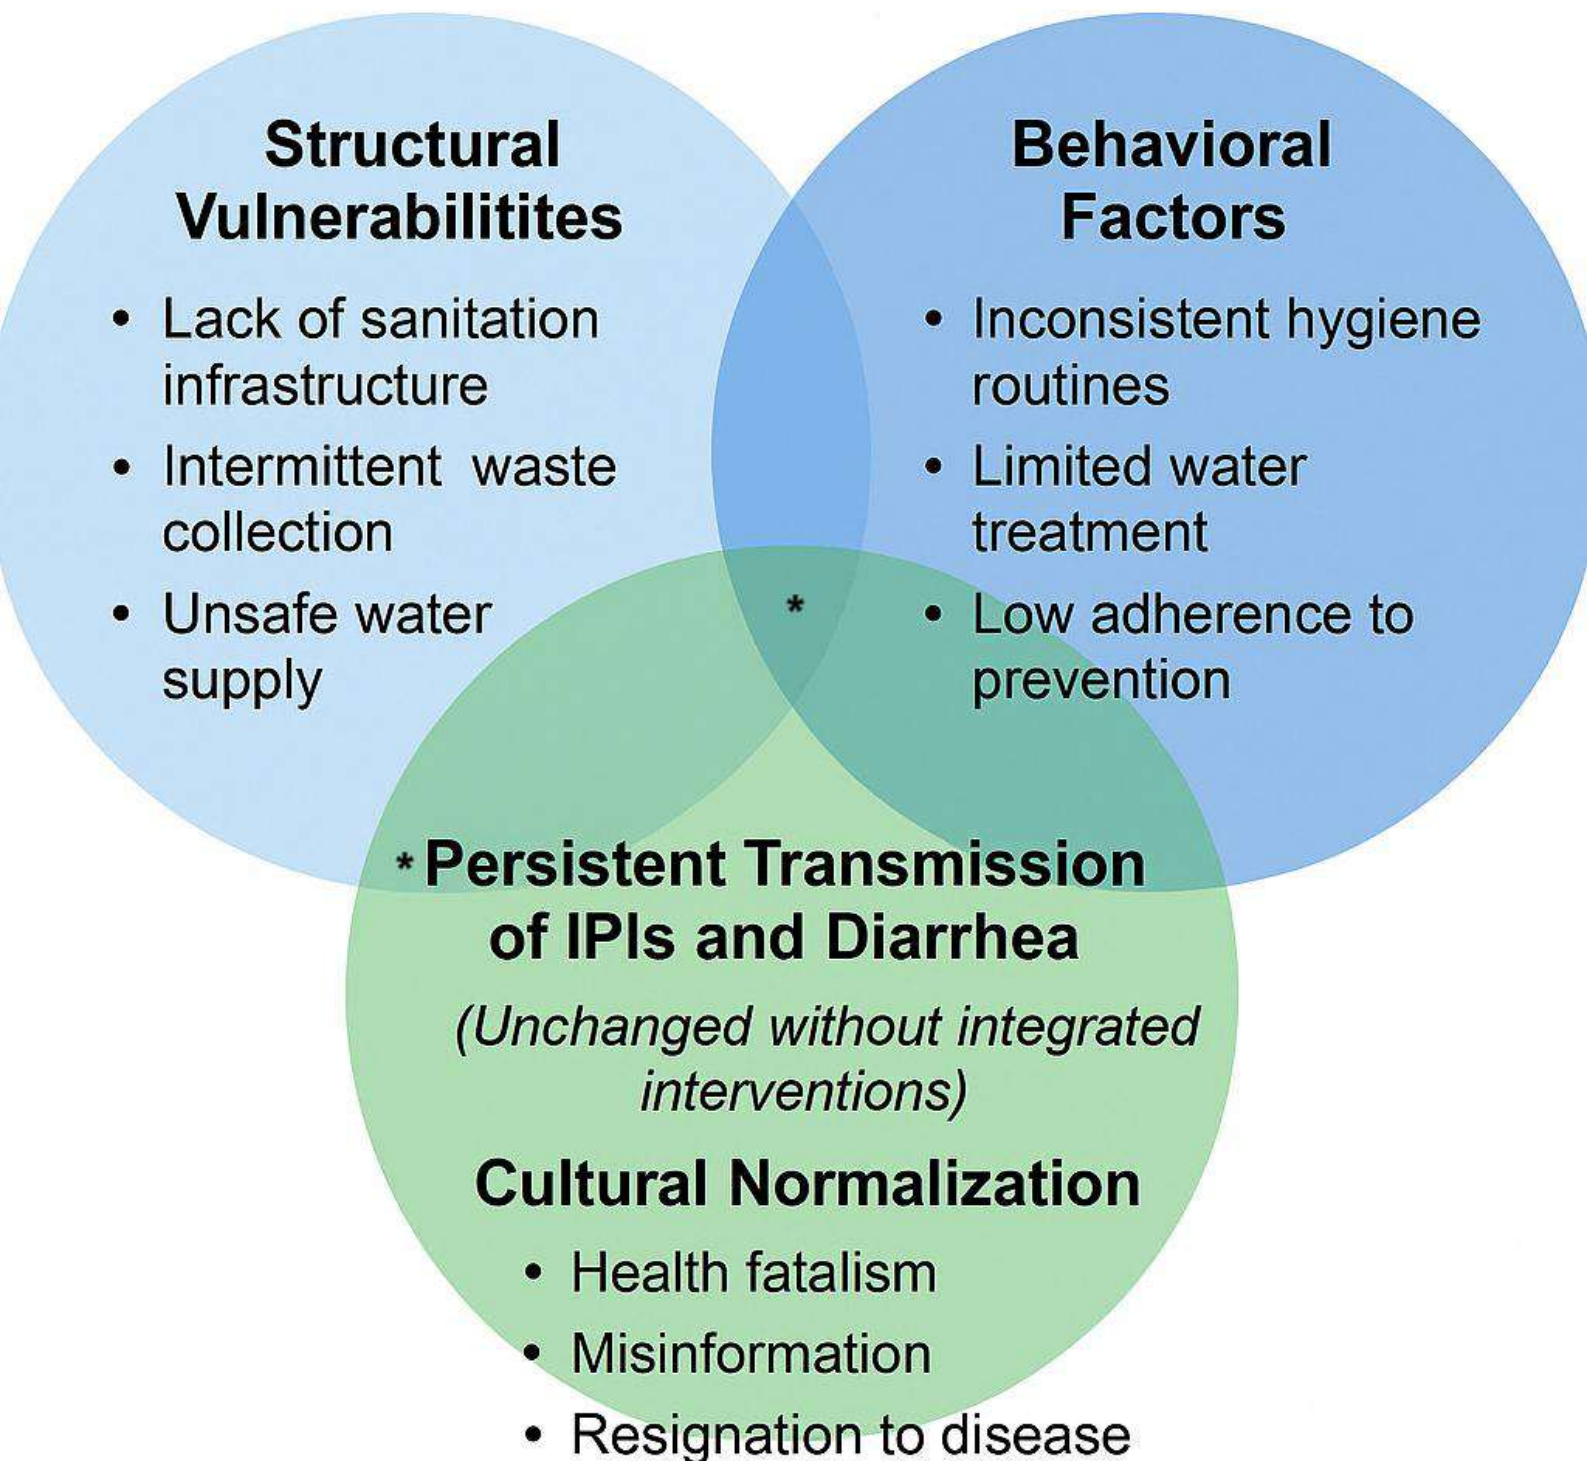 Structural
Vulnerabilitites
• Lack of sanitation
infrastructure
• Intermittent waste
collection
• Unsafe water
supply
Behavioral
Factors
• Inconsistent hygiene
routines
• Limited water
treatment
• Low adherence to
prevention
*
*Persistent Transmission
of IPIs and Diarrhea
(Unchanged without integrated
interventions)
Cultural Normalization
• Health fatalism
• Misinformation
• Resignation to disease